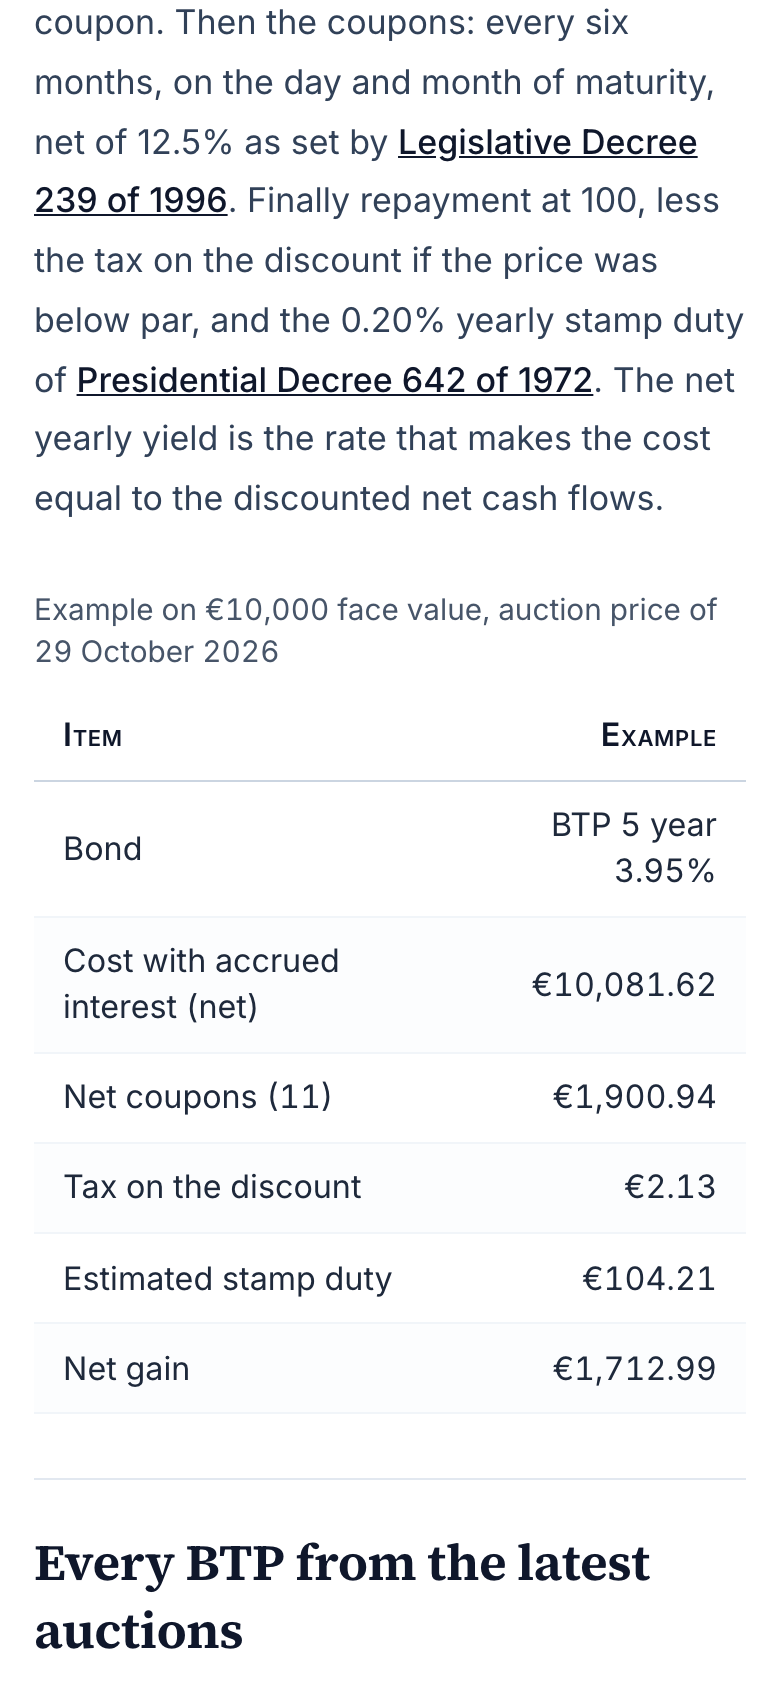 coupon. Then the coupons: every six
months, on the day and month of maturity,
net of 12.5% as set by Legislative Decree
239 of 1996. Finally repayment at 100, less
the tax on the discount if the price was
below par, and the 0.20% yearly stamp duty
of Presidential Decree 642 of 1972. The net
yearly yield is the rate that makes the cost
equal to the discounted net cash flows.
Example on €10,000 face value, auction price of
29 October 2026
Item Example
Bond BTP 5 year
3.95%
Cost with accrued
interest (net) €10,081.62
Net coupons (11) €1,900.94
Tax on the discount €2.13
Estimated stamp duty €104.21
Net gain €1,712.99
Every BTP from the latest
auctions